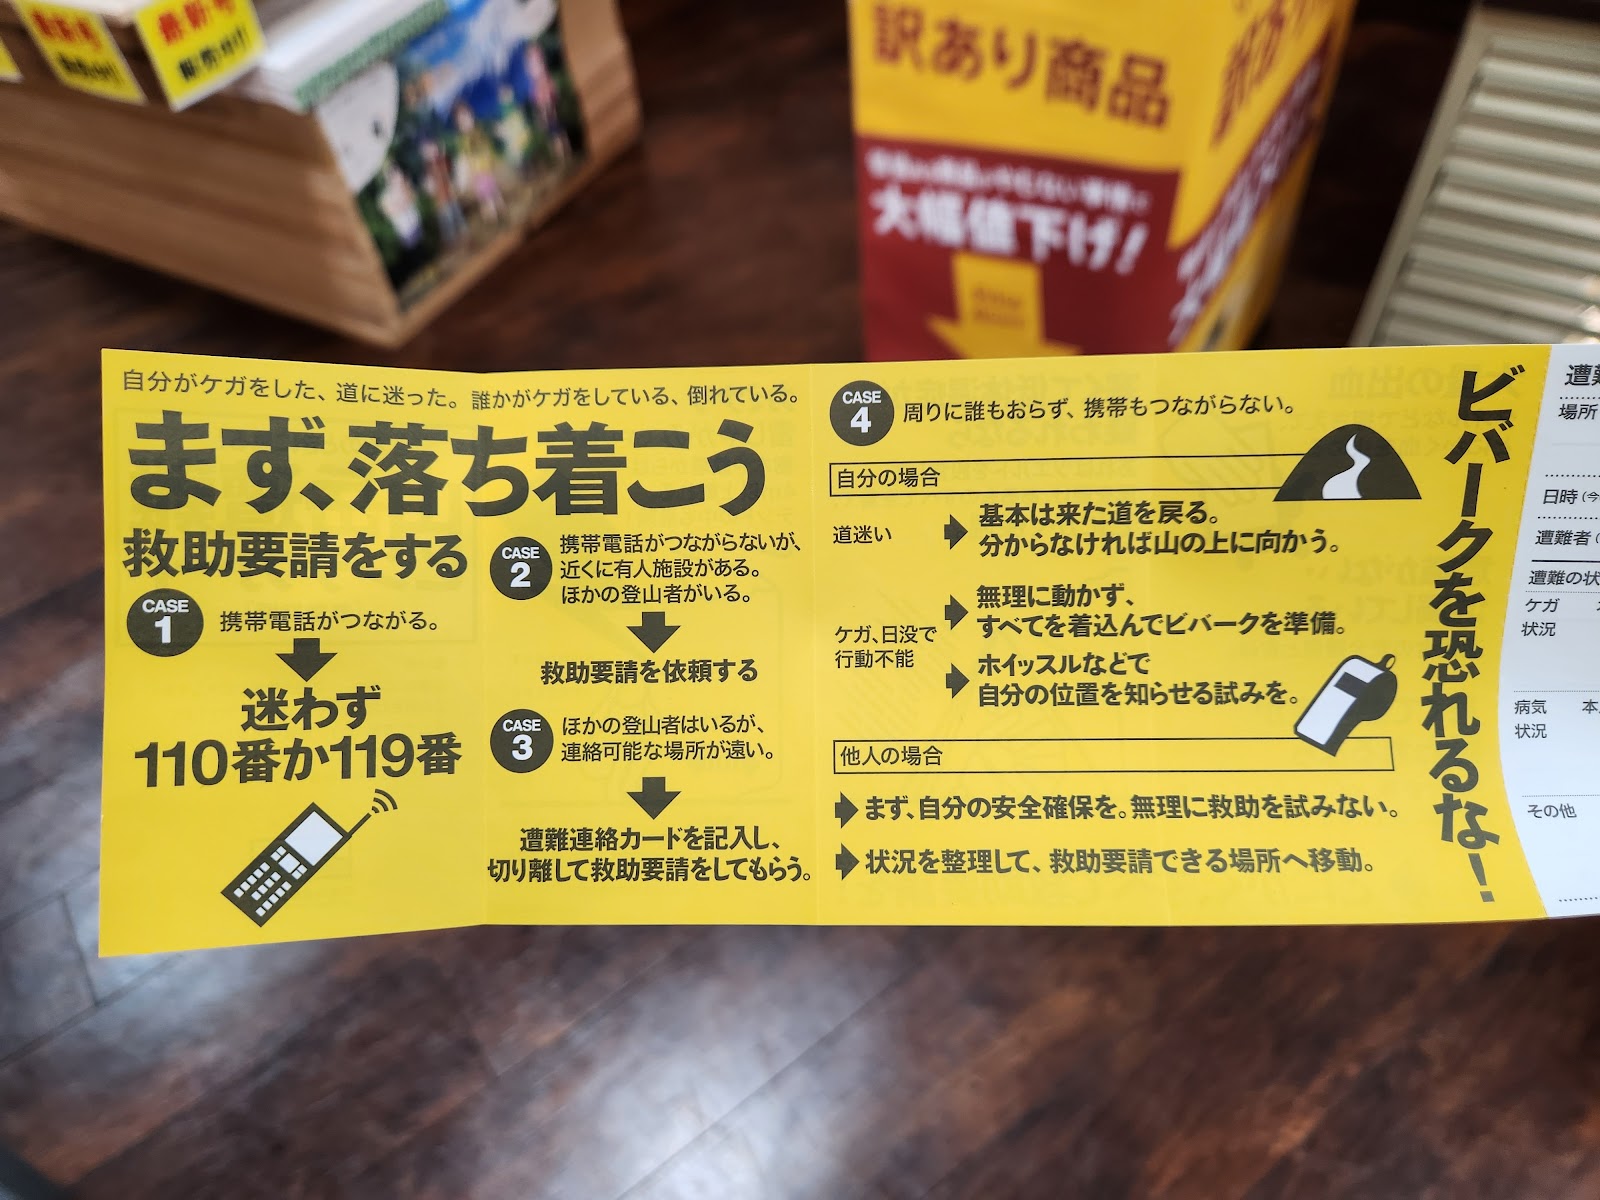 最新号
訳あり商品
大幅値下げ!
自分がケガをした、道に迷った。誰かがケガをしている、倒れている。
まず、落ち着こう
救助要請をする
CASE
1
携帯電話がつながる。
迷わず
110番か119番
CASE
2
携帯電話がつながらないが、
近くに有人施設がある。
ほかの登山者がいる。
救助要請を依頼する
CASE
3
ほかの登山者はいるが、
連絡可能な場所が遠い。
遭難連絡カードを記入し、
切り離して救助要請をしてもらう。
CASE
4
周りに誰もおらず、携帯もつながらない。
自分の場合
道迷い
基本は来た道を戻る。
分からなければ山の上に向かう。
ケガ、日没で
行動不能
無理に動かず、
すべてを着込んでビバークを準備。
ホイッスルなどで
自分の位置を知らせる試みを。
他人の場合
まず、自分の安全確保を。無理に救助を試みない。
状況を整理して、救助要請できる場所へ移動。
ビバークを恐れるな!
遭難
場所
日時(今
遭難者(
遭難の状
ケガ
状況
病気 本
状況
その他